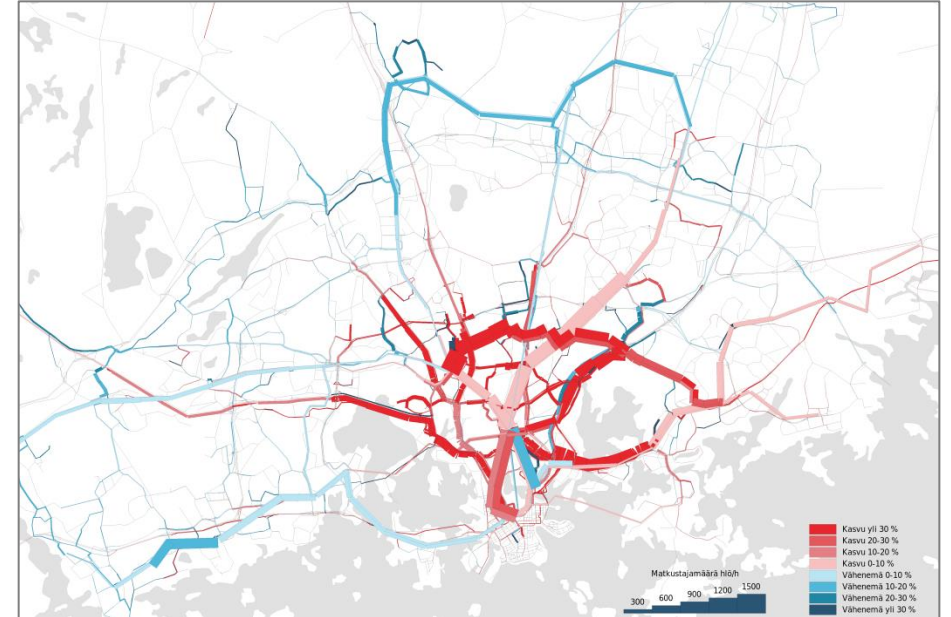 Kasvu yli 30 %
Kasvu 20-30 %
Kasvu 10-20 %
Kasvu 0-10 %
Vähenemä 0-10 %
Vähenemä 10-20 %
Vähenemä 20-30 %
Vähenemä yli 30 %
Matkustajamäärä hlö/h
300 600 900 1200 1500